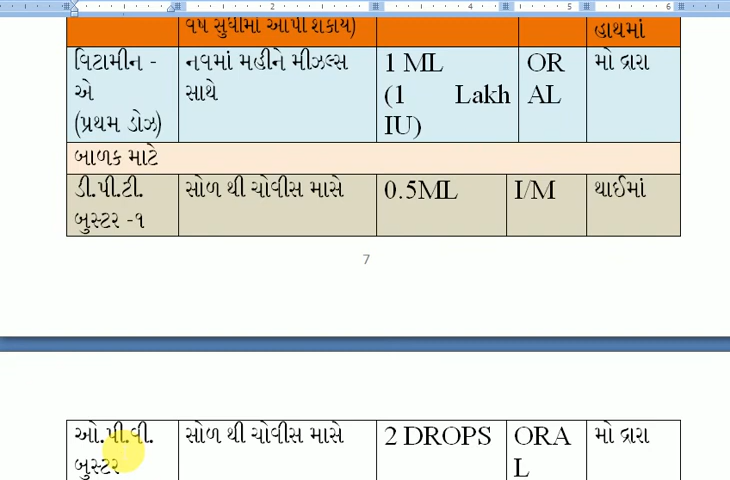 વર્ષ સુધીમાં આપી શકાય)
હાથમાં
વિટામીન -
એ
(પ્રથમ ડોઝ)
નવમાં મહીને મીઝલ્સ
સાથે
1 ML
(1 Lakh
IU)
OR
AL
મો દ્રારા
બાળક માટે
ડી.પી.ટી.
બુસ્ટર -૧
સોળ થી ચોવીસ માસે
0.5ML
I/M
થાઈમાં
7
ઓ.પી.વી.
બુસ્ટર
સોળ થી ચોવીસ માસે
2 DROPS
ORA
L
મો દ્રારા